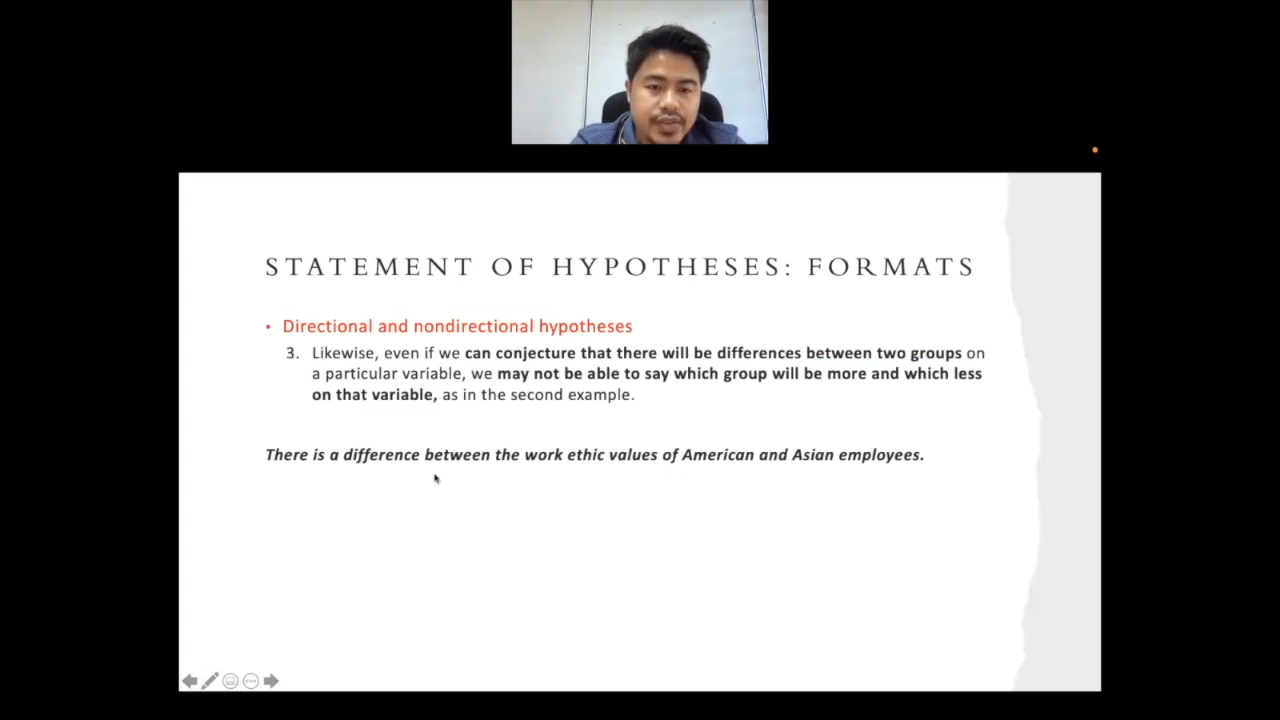 STATEMENT OF HYPOTHESES: FORMATS
• Directional and nondirectional hypotheses
3. Likewise, even if we can conjecture that there will be differences between two groups on
a particular variable, we may not be able to say which group will be more and which less
on that variable, as in the second example.
There is a difference between the work ethic values of American and Asian employees.